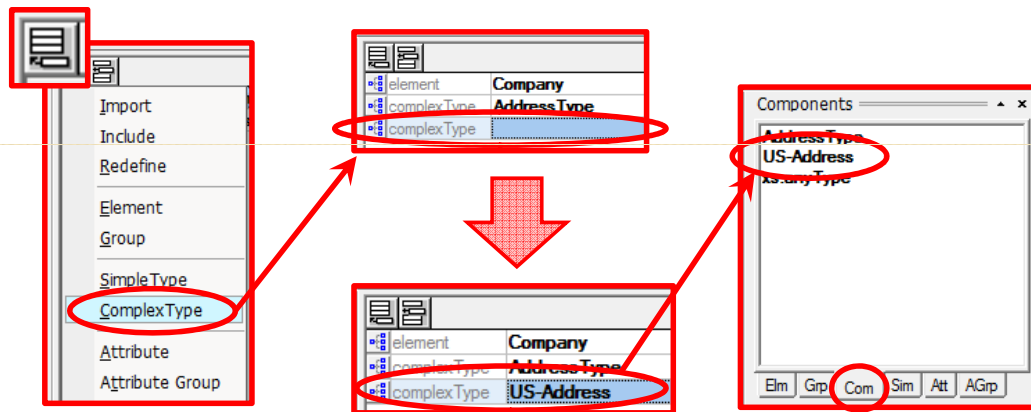 Import
Include
Redefine
Element
Group
SimpleType
ComplexType
Attribute
Attribute Group
element Company
complexType AddressType
complexType
element Company
complexType AddressType
complexType US-Address
Components
AddressType
US-Address
xs:anyType
Elm Grp Com Sim Att AGrp